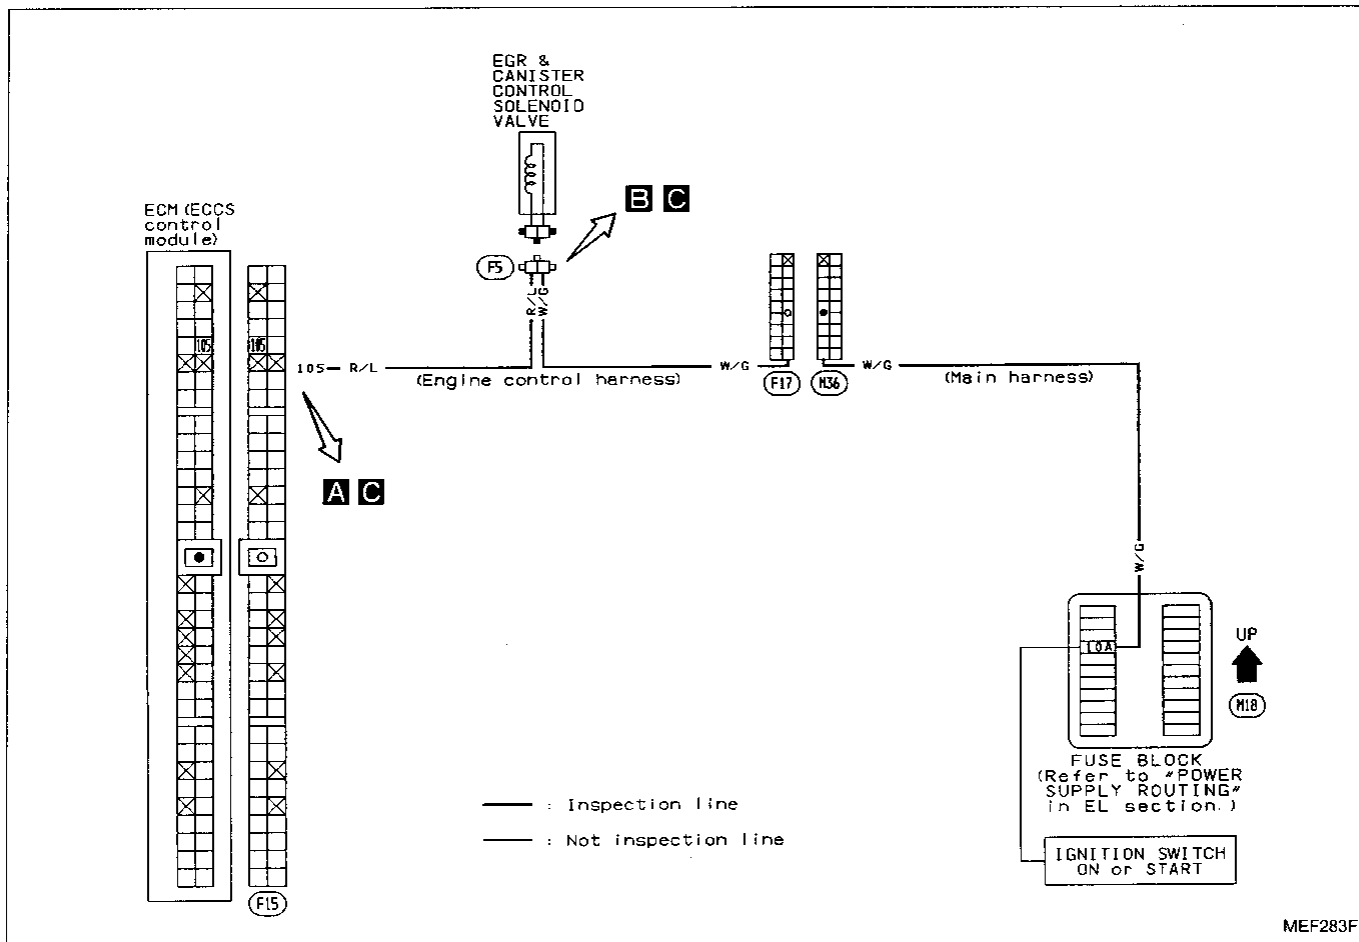 EGR &
CANISTER
CONTROL
SOLENOID
VALVE
B C
ECM (ECCS
control
module)
F5
R/L
W/G
105
105
105
R/L
(Engine control harness)
W/G
F17
M36
W/G
(Main harness)
A C
W/G
10A
UP
M18
FUSE BLOCK
(Refer to "POWER
SUPPLY ROUTING"
in EL section.)
: Inspection line
: Not inspection line
IGNITION SWITCH
ON or START
F15
MEF283F